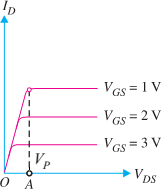 I_D
V_GS = 1 V
V_GS = 2 V
V_GS = 3 V
V_P
O A V_DS